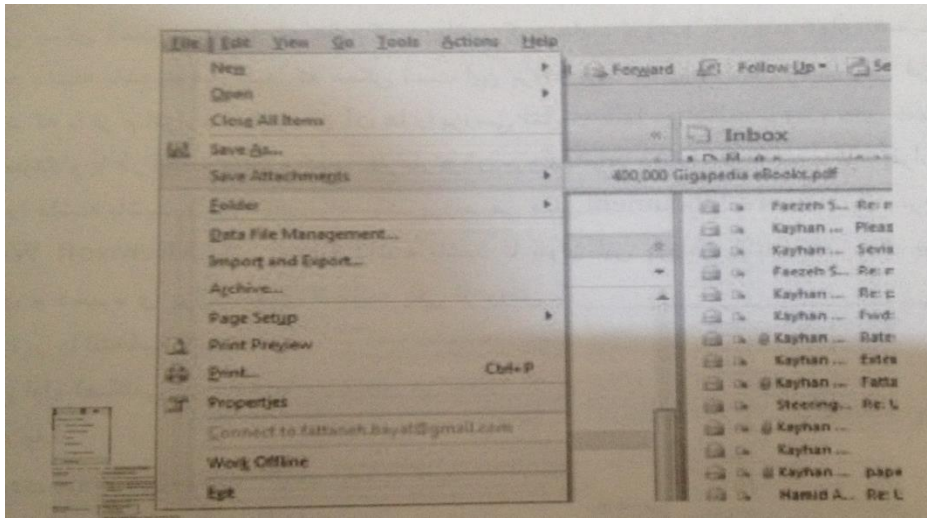 File Edit View Go Tools Actions Help
New
Forward Follow Up Se
Open
Close All Items
Inbox
Save As...
Save Attachments 400,000 Gigapedia eBooks.pdf
Folder Faezeh S... Re:
Data File Management... Kayhan ... Pleas
Import and Export... Kayhan ...
Faezeh S... Re:
Archive... Kayhan ... Re:
Page Setup Kayhan ... Fwd:
Print Preview Kayhan ... Rate
Kayhan ... Extra
Print... Ctrl+P Kayhan ... Fatta
Properties Steering... Re: U
Connect to fattaneh.bayat@gmail.com Kayhan ...
Kayhan ...
Work Offline Kayhan ... pape
Exit Hamid A... Re: U